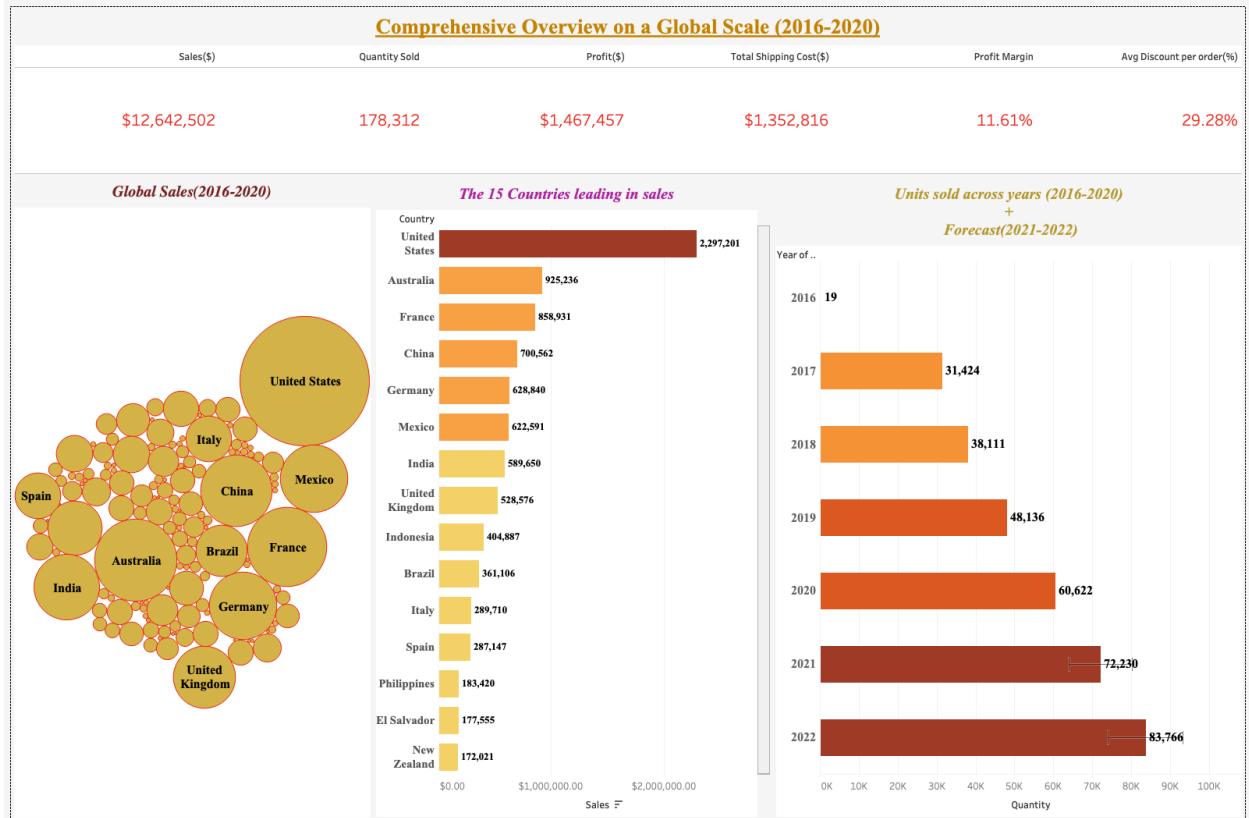 Comprehensive Overview on a Global Scale (2016-2020)
Sales($) Quantity Sold Profit($) Total Shipping Cost($) Profit Margin Avg Discount per order(%)
$12,642,502 178,312 $1,467,457 $1,352,816 11.61% 29.28%
Global Sales(2016-2020)
United States
Italy
Mexico
China
Spain
Brazil
France
Australia
India
Germany
United
Kingdom
The 15 Countries leading in sales
Country
United
States
2,297,201
Australia 925,236
France 858,931
China 700,562
Germany 628,840
Mexico 622,591
India 589,650
United
Kingdom
528,576
Indonesia 404,887
Brazil 361,106
Italy 289,710
Spain 287,147
Philippines 183,420
El Salvador 177,555
New
Zealand
172,021
$0.00 $1,000,000.00 $2,000,000.00
Sales
Units sold across years (2016-2020)
+
Forecast(2021-2022)
Year of ..
2016 19
2017 31,424
2018 38,111
2019 48,136
2020 60,622
2021 72,230
2022 83,766
0K 10K 20K 30K 40K 50K 60K 70K 80K 90K 100K
Quantity